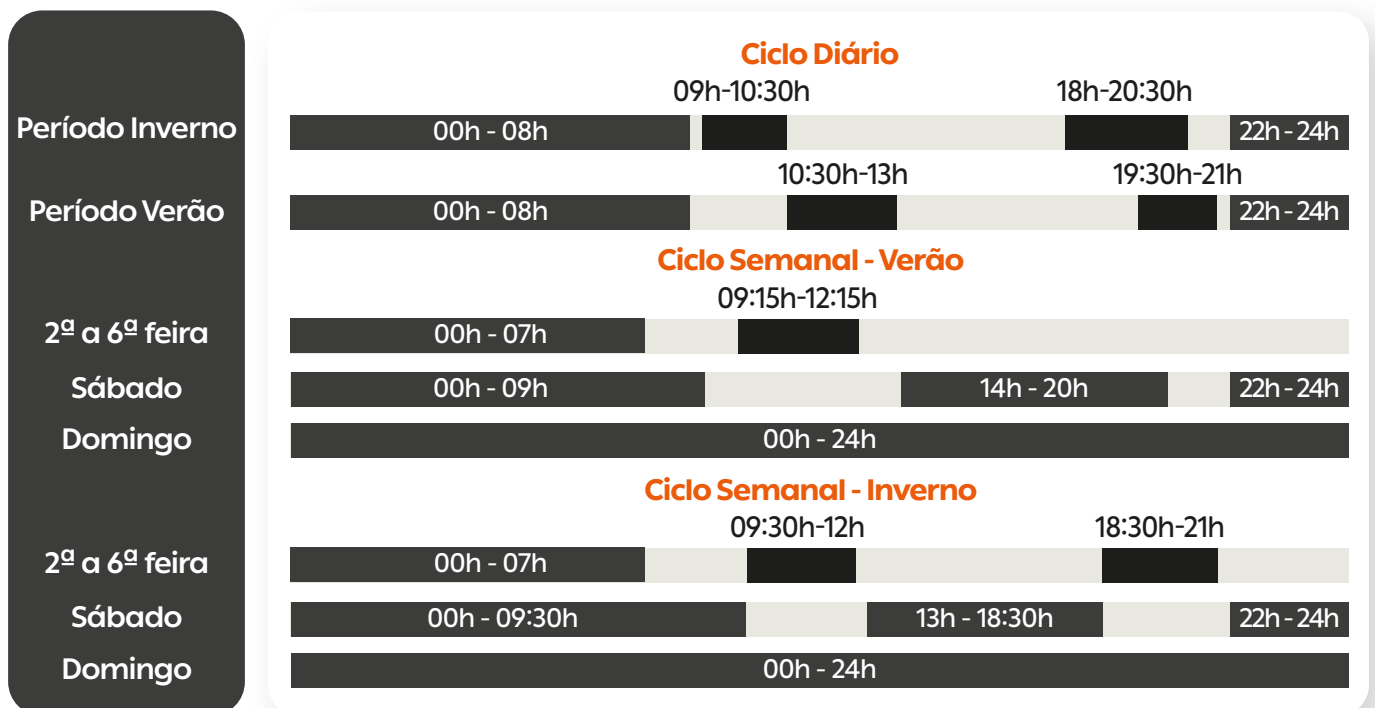 Ciclo Diário
09h-10:30h 18h-20:30h
Período Inverno 00h - 08h 22h - 24h
10:30h-13h 19:30h-21h
Período Verão 00h - 08h 22h - 24h
Ciclo Semanal - Verão
09:15h-12:15h
2ª a 6ª feira 00h - 07h
Sábado 00h - 09h 14h - 20h 22h - 24h
Domingo 00h - 24h
Ciclo Semanal - Inverno
09:30h-12h 18:30h-21h
2ª a 6ª feira 00h - 07h
Sábado 00h - 09:30h 13h - 18:30h 22h - 24h
Domingo 00h - 24h